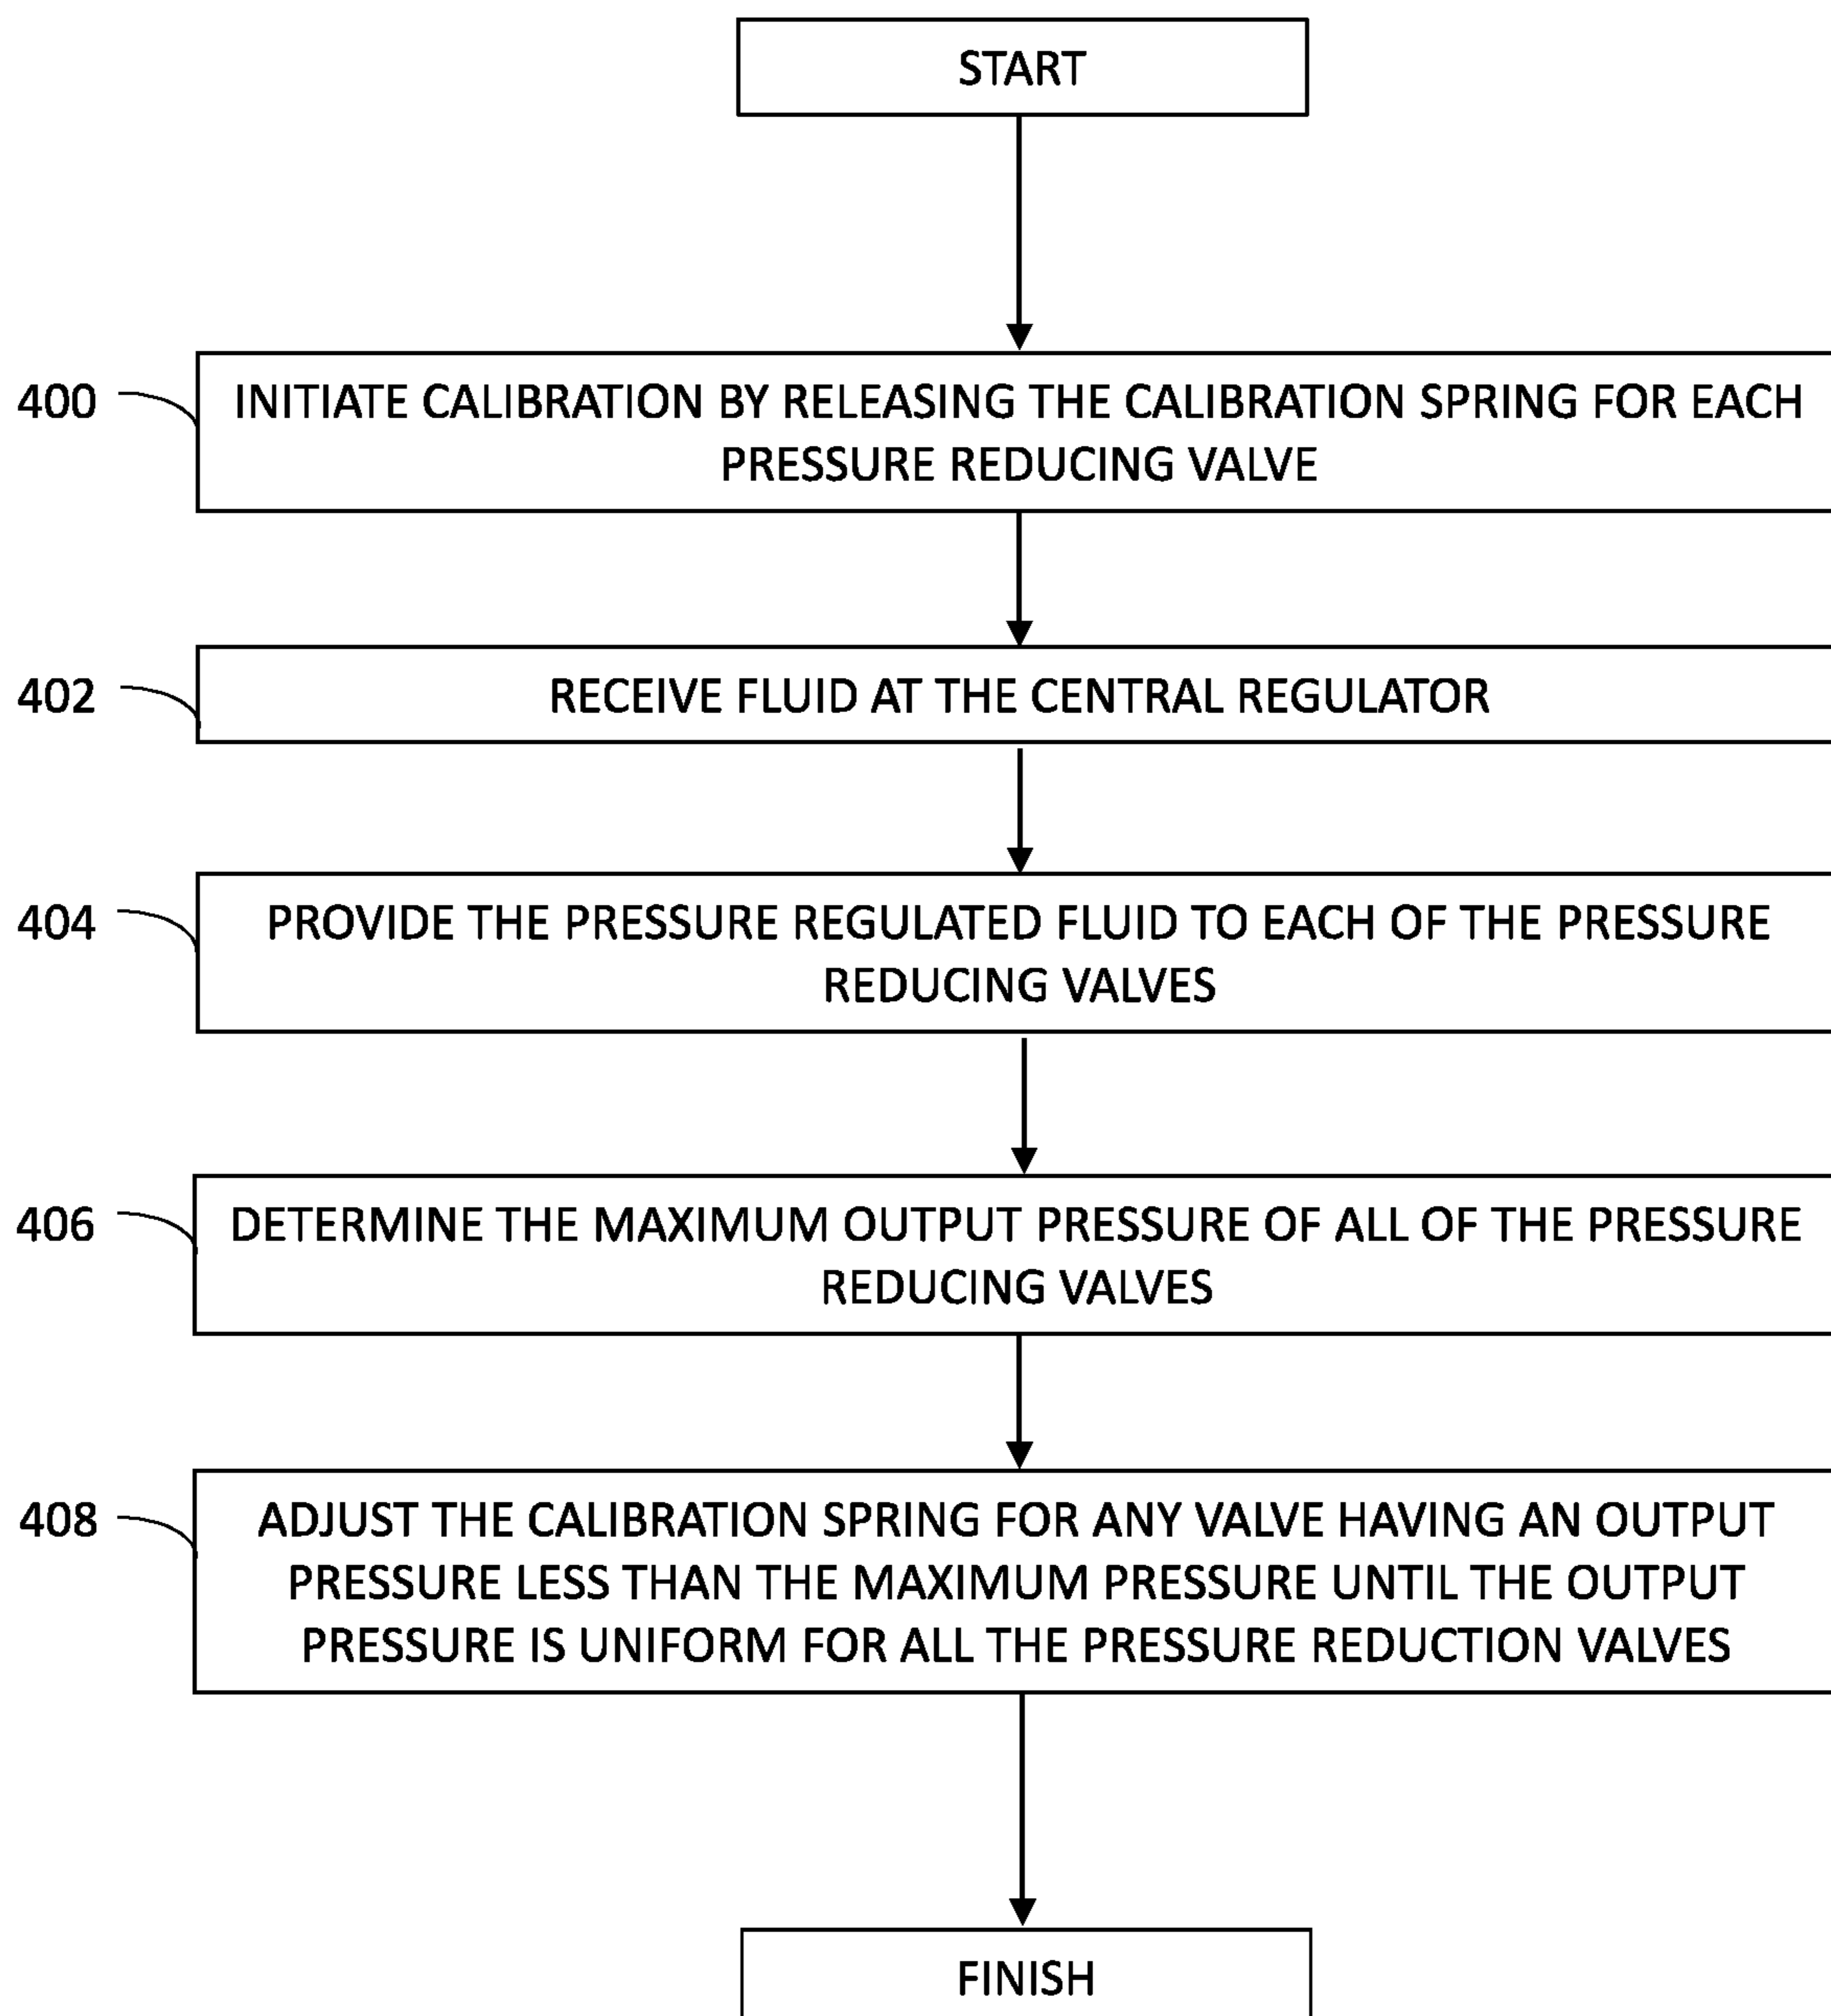 START
400
INITIATE CALIBRATION BY RELEASING THE CALIBRATION SPRING FOR EACH
PRESSURE REDUCING VALVE
402
RECEIVE FLUID AT THE CENTRAL REGULATOR
404
PROVIDE THE PRESSURE REGULATED FLUID TO EACH OF THE PRESSURE
REDUCING VALVES
406
DETERMINE THE MAXIMUM OUTPUT PRESSURE OF ALL OF THE PRESSURE
REDUCING VALVES
408
ADJUST THE CALIBRATION SPRING FOR ANY VALVE HAVING AN OUTPUT
PRESSURE LESS THAN THE MAXIMUM PRESSURE UNTIL THE OUTPUT
PRESSURE IS UNIFORM FOR ALL THE PRESSURE REDUCTION VALVES
FINISH